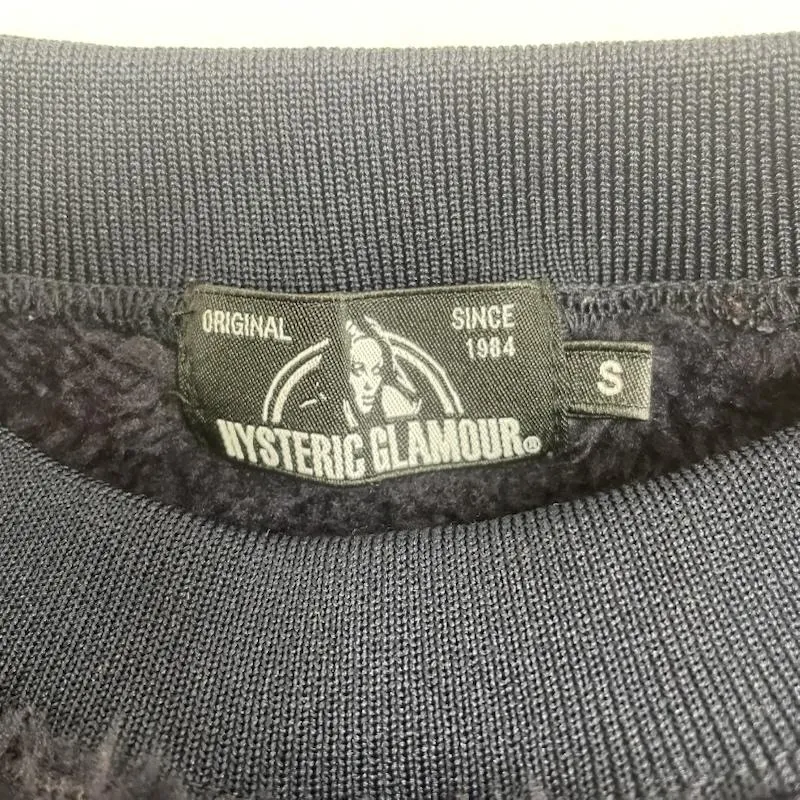 ORIGINAL
SINCE
1984
HYSTERIC GLAMOUR®
S